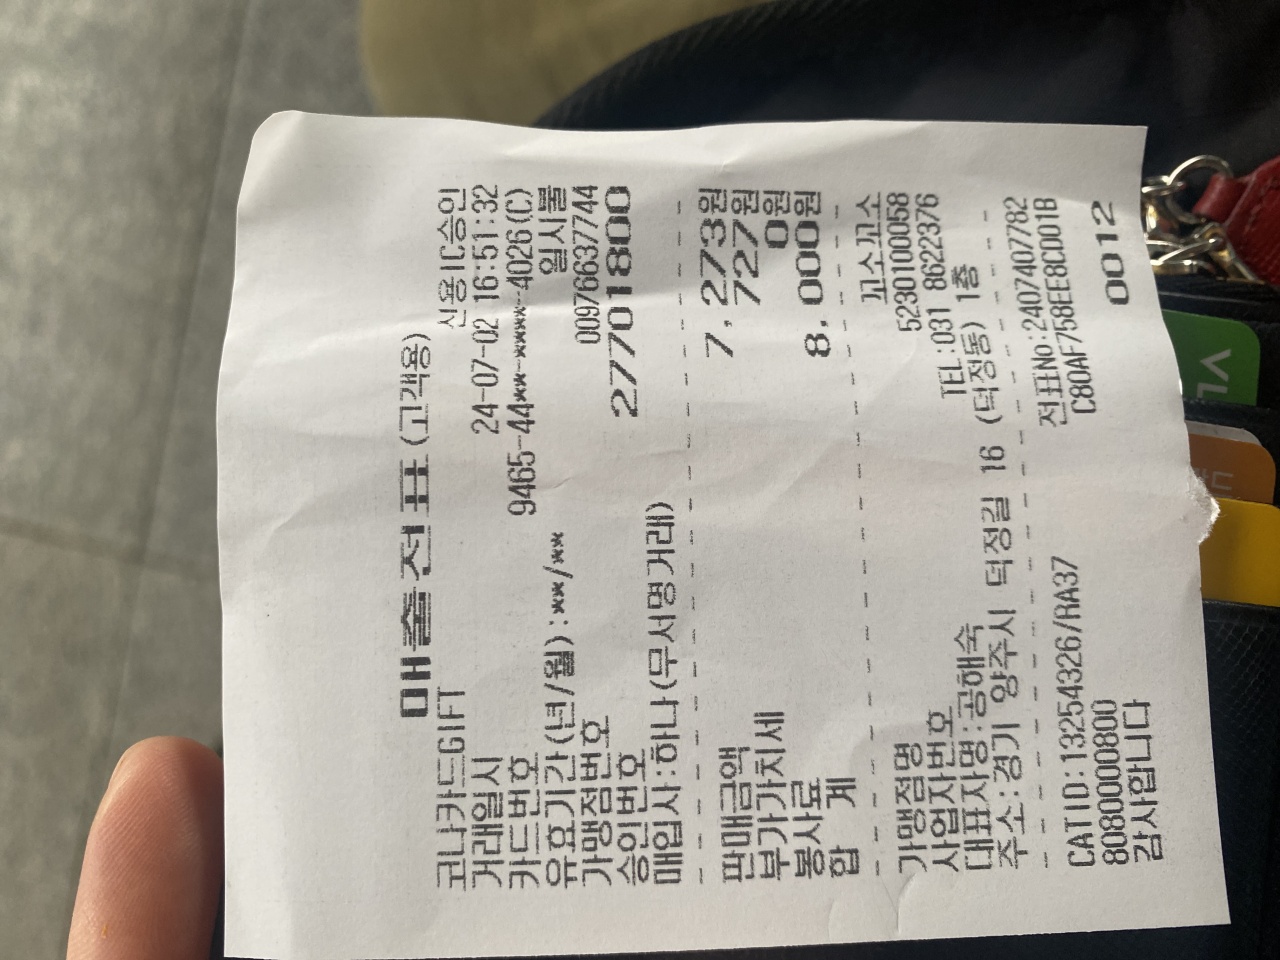 매출전표(고객용)
코나카드GIFT 신용IC승인
거래일시 24-07-02 16:51:32
카드번호 9465-44**-****-4026(C)
유효기간(년/월):**/** 일시불
가맹점번호 00976637744
승인번호 27701800
매입사:하나(무서명거래)
판매금액 7,273원
부가가치세 727원
봉사료 0원
합 계 8,000원
가맹점명 꼬소꼬소
사업자번호 5230100058
대표자명:공해숙 TEL:031 8622376
주소:경기 양주시 덕정길 16 (덕정동) 1층
CATID:13254326/RA37 전표No:2407407782
8080000800 C80AF758EE8CD01B
감사합니다 0012